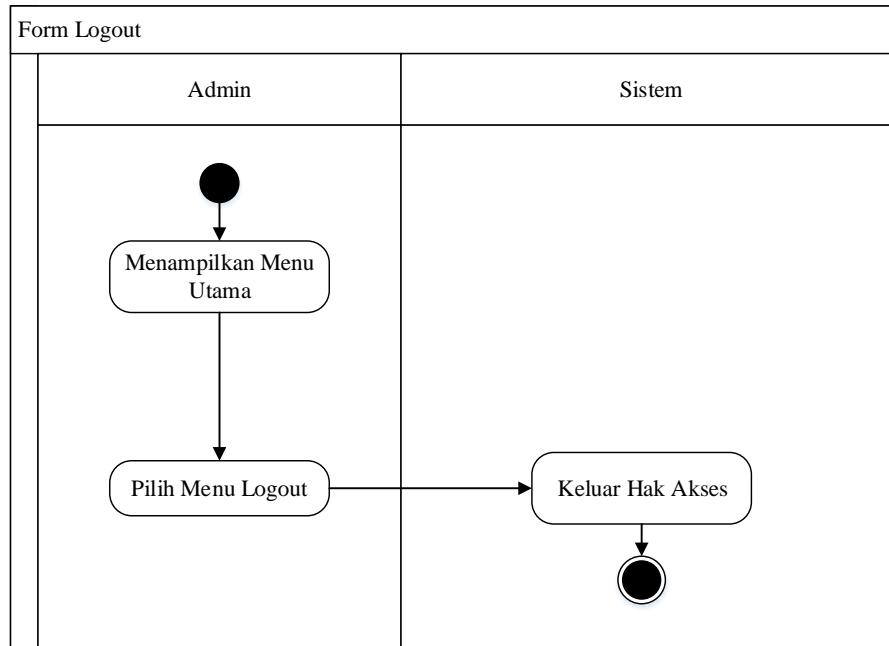 Form Logout
Admin
Sistem
Menampilkan Menu
Utama
Pilih Menu Logout
Keluar Hak Akses